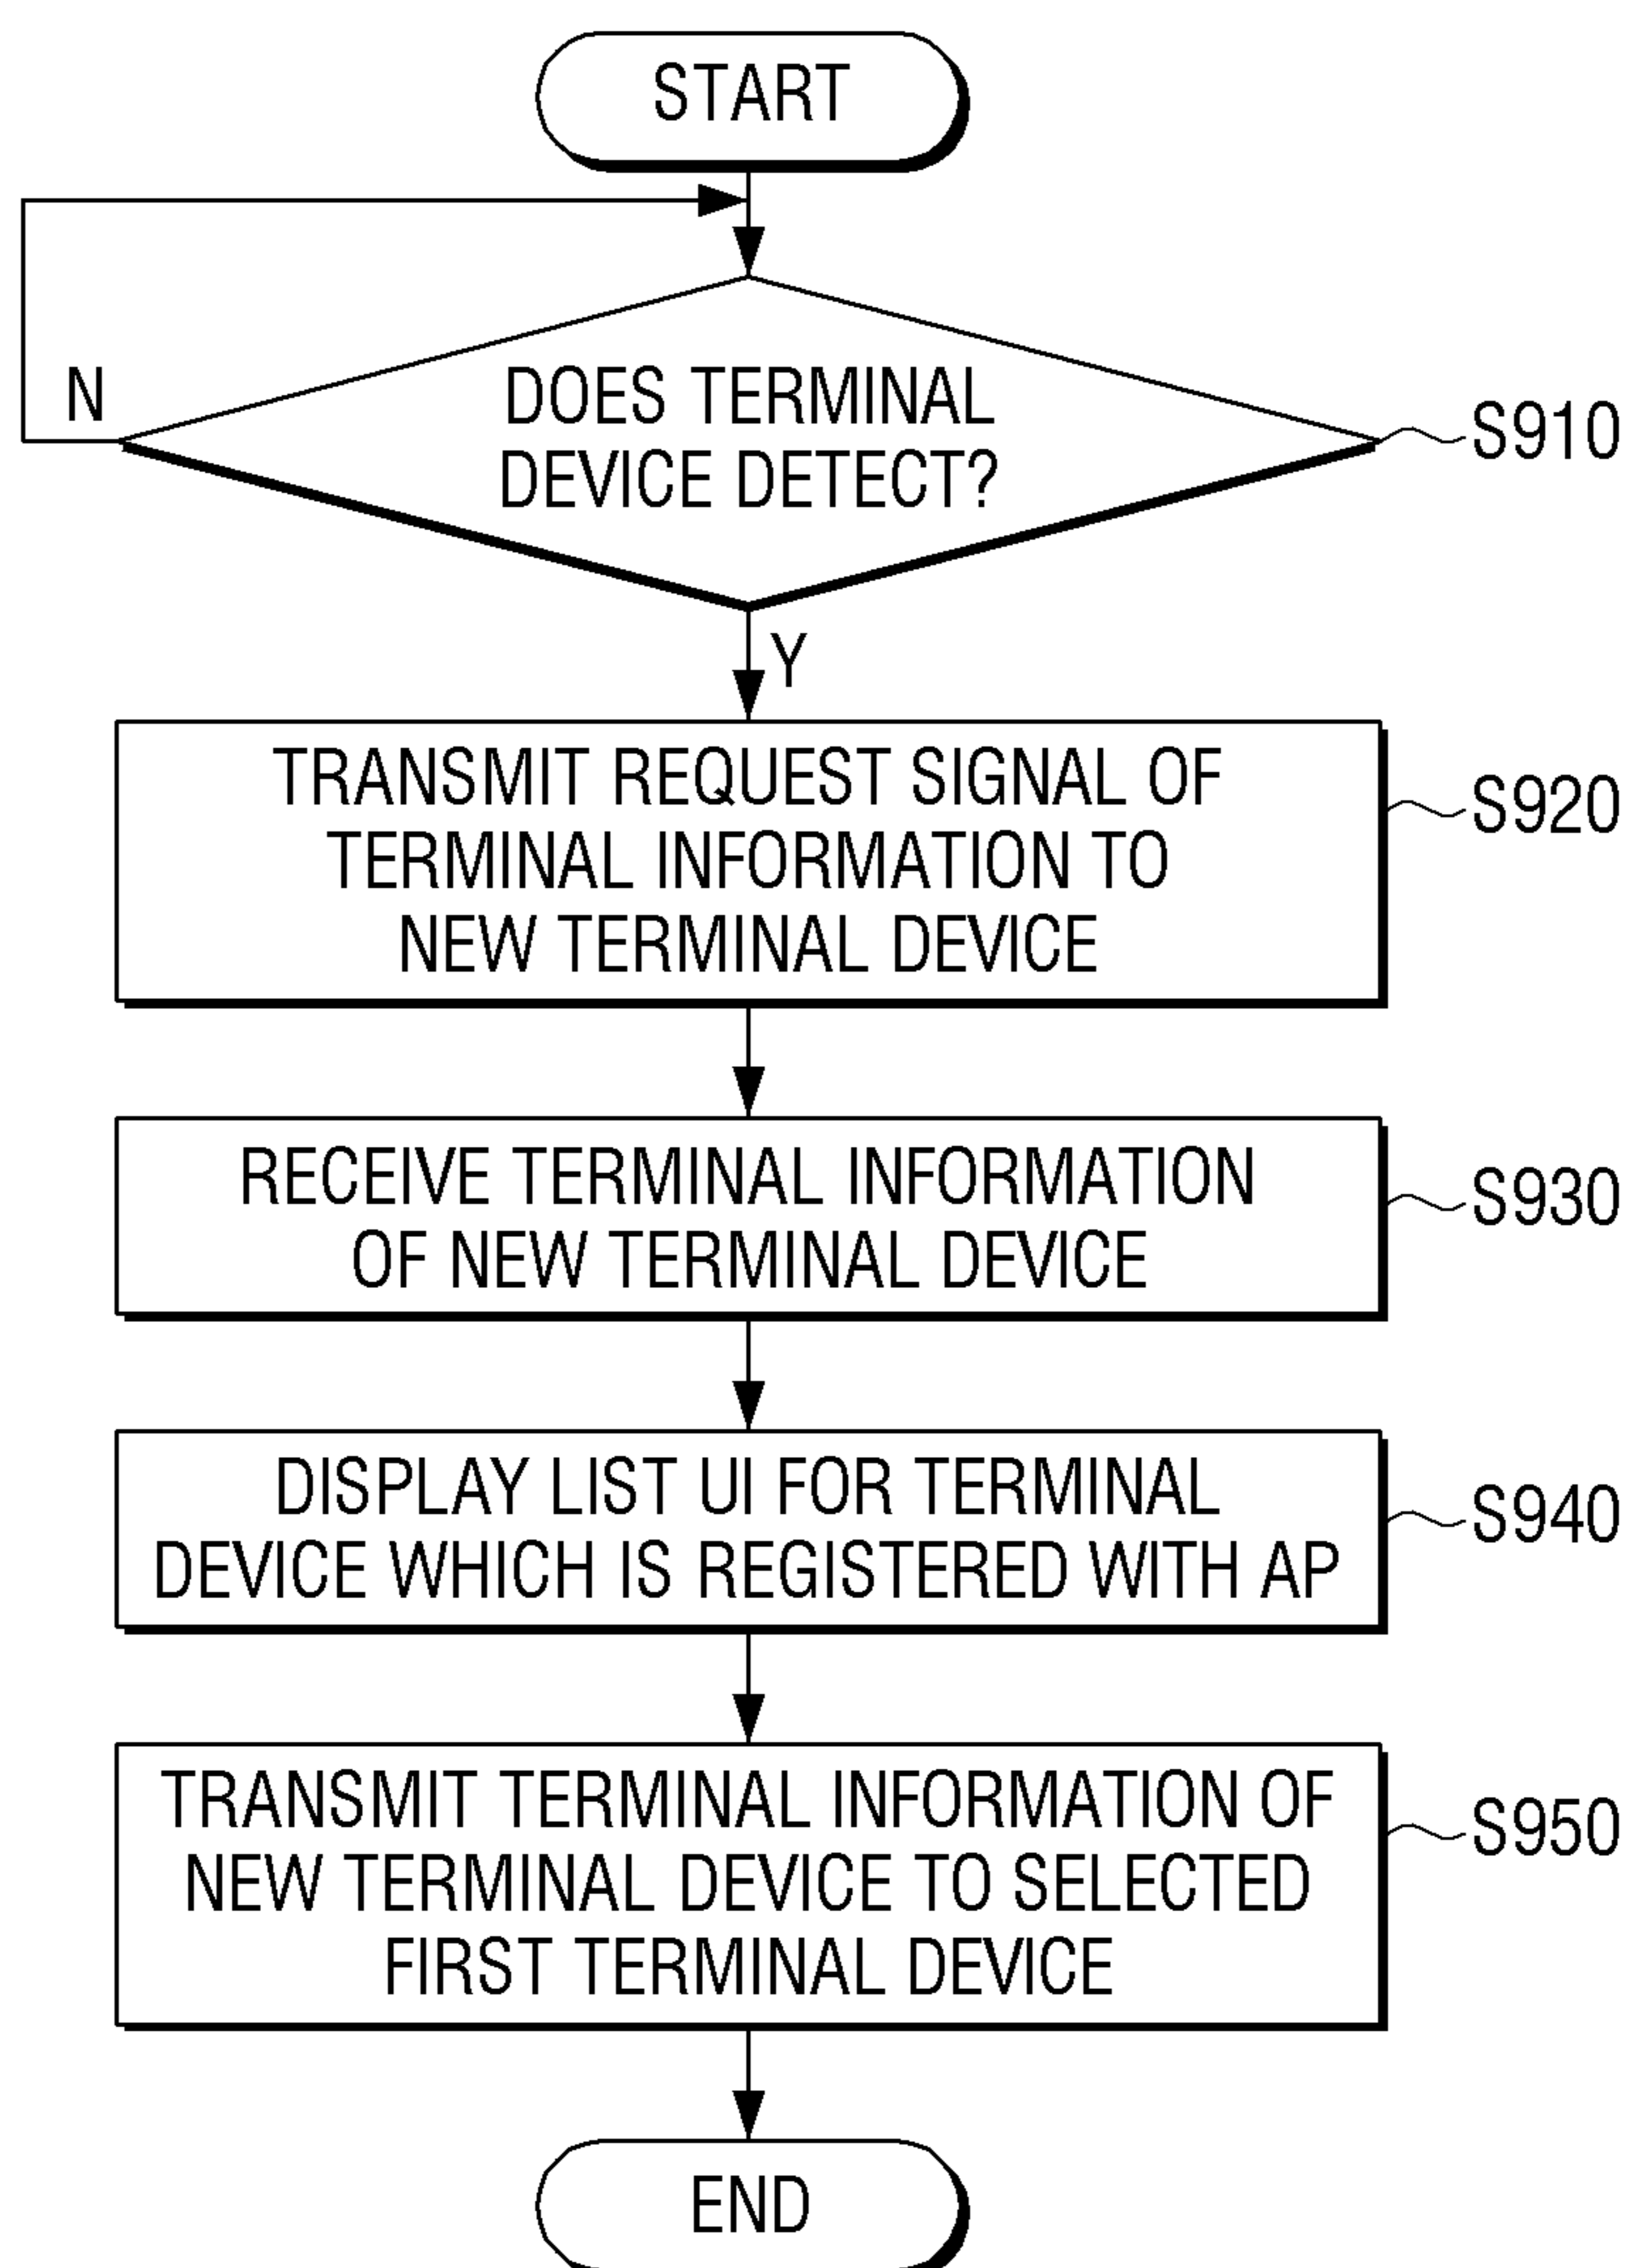 START
N
DOES TERMINAL
DEVICE DETECT?
S910
Y
TRANSMIT REQUEST SIGNAL OF
TERMINAL INFORMATION TO
NEW TERMINAL DEVICE
S920
RECEIVE TERMINAL INFORMATION
OF NEW TERMINAL DEVICE
S930
DISPLAY LIST UI FOR TERMINAL
DEVICE WHICH IS REGISTERED WITH AP
S940
TRANSMIT TERMINAL INFORMATION OF
NEW TERMINAL DEVICE TO SELECTED
FIRST TERMINAL DEVICE
S950
END